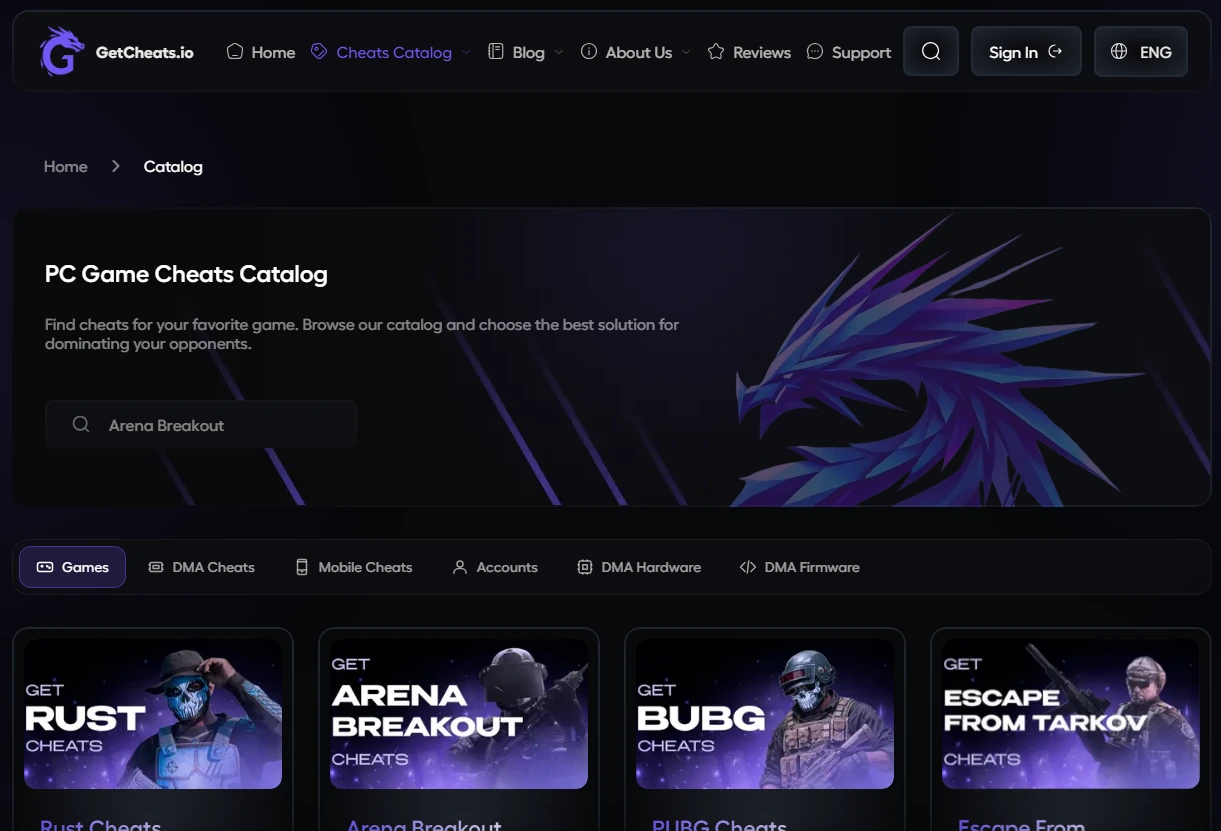 GetCheats.io
Home
Cheats Catalog
Blog
About Us
Reviews
Support
Sign In
ENG
Home
Catalog
PC Game Cheats Catalog
Find cheats for your favorite game. Browse our catalog and choose the best solution for
dominating your opponents.
Arena Breakout
Games
DMA Cheats
Mobile Cheats
Accounts
DMA Hardware
DMA Firmware
GET
RUST
CHEATS
GET
ARENA
BREAKOUT
CHEATS
GET
BUBG
CHEATS
GET
ESCAPE
FROM TARKOV
CHEATS
Rust Cheats
Arena Breakout
PUBG Cheats
Escape From